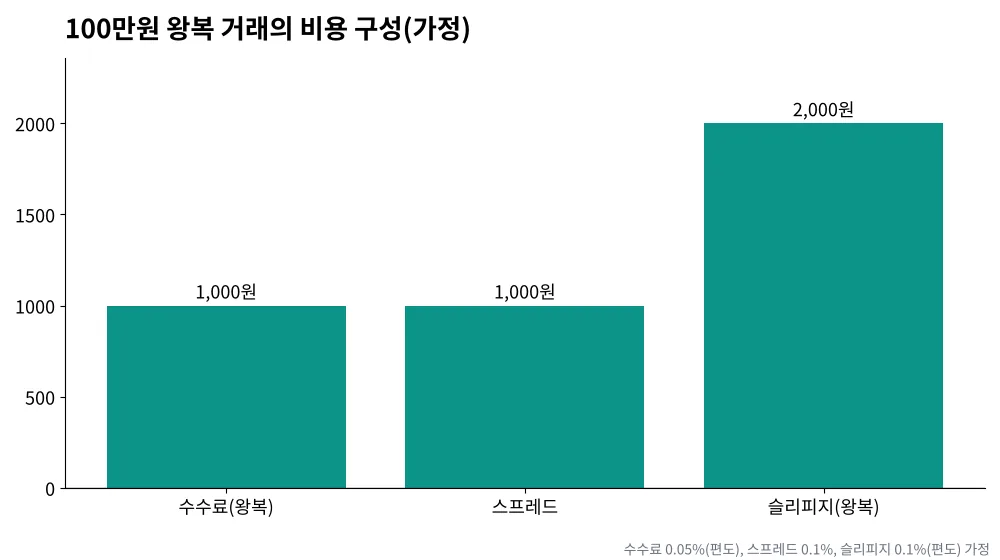 100만원 왕복 거래의 비용 구성(가정)
2000
1500
1000
500
0
1,000원
1,000원
2,000원
수수료(왕복)
스프레드
슬리피지(왕복)
수수료 0.05%(편도), 스프레드 0.1%, 슬리피지 0.1%(편도) 가정